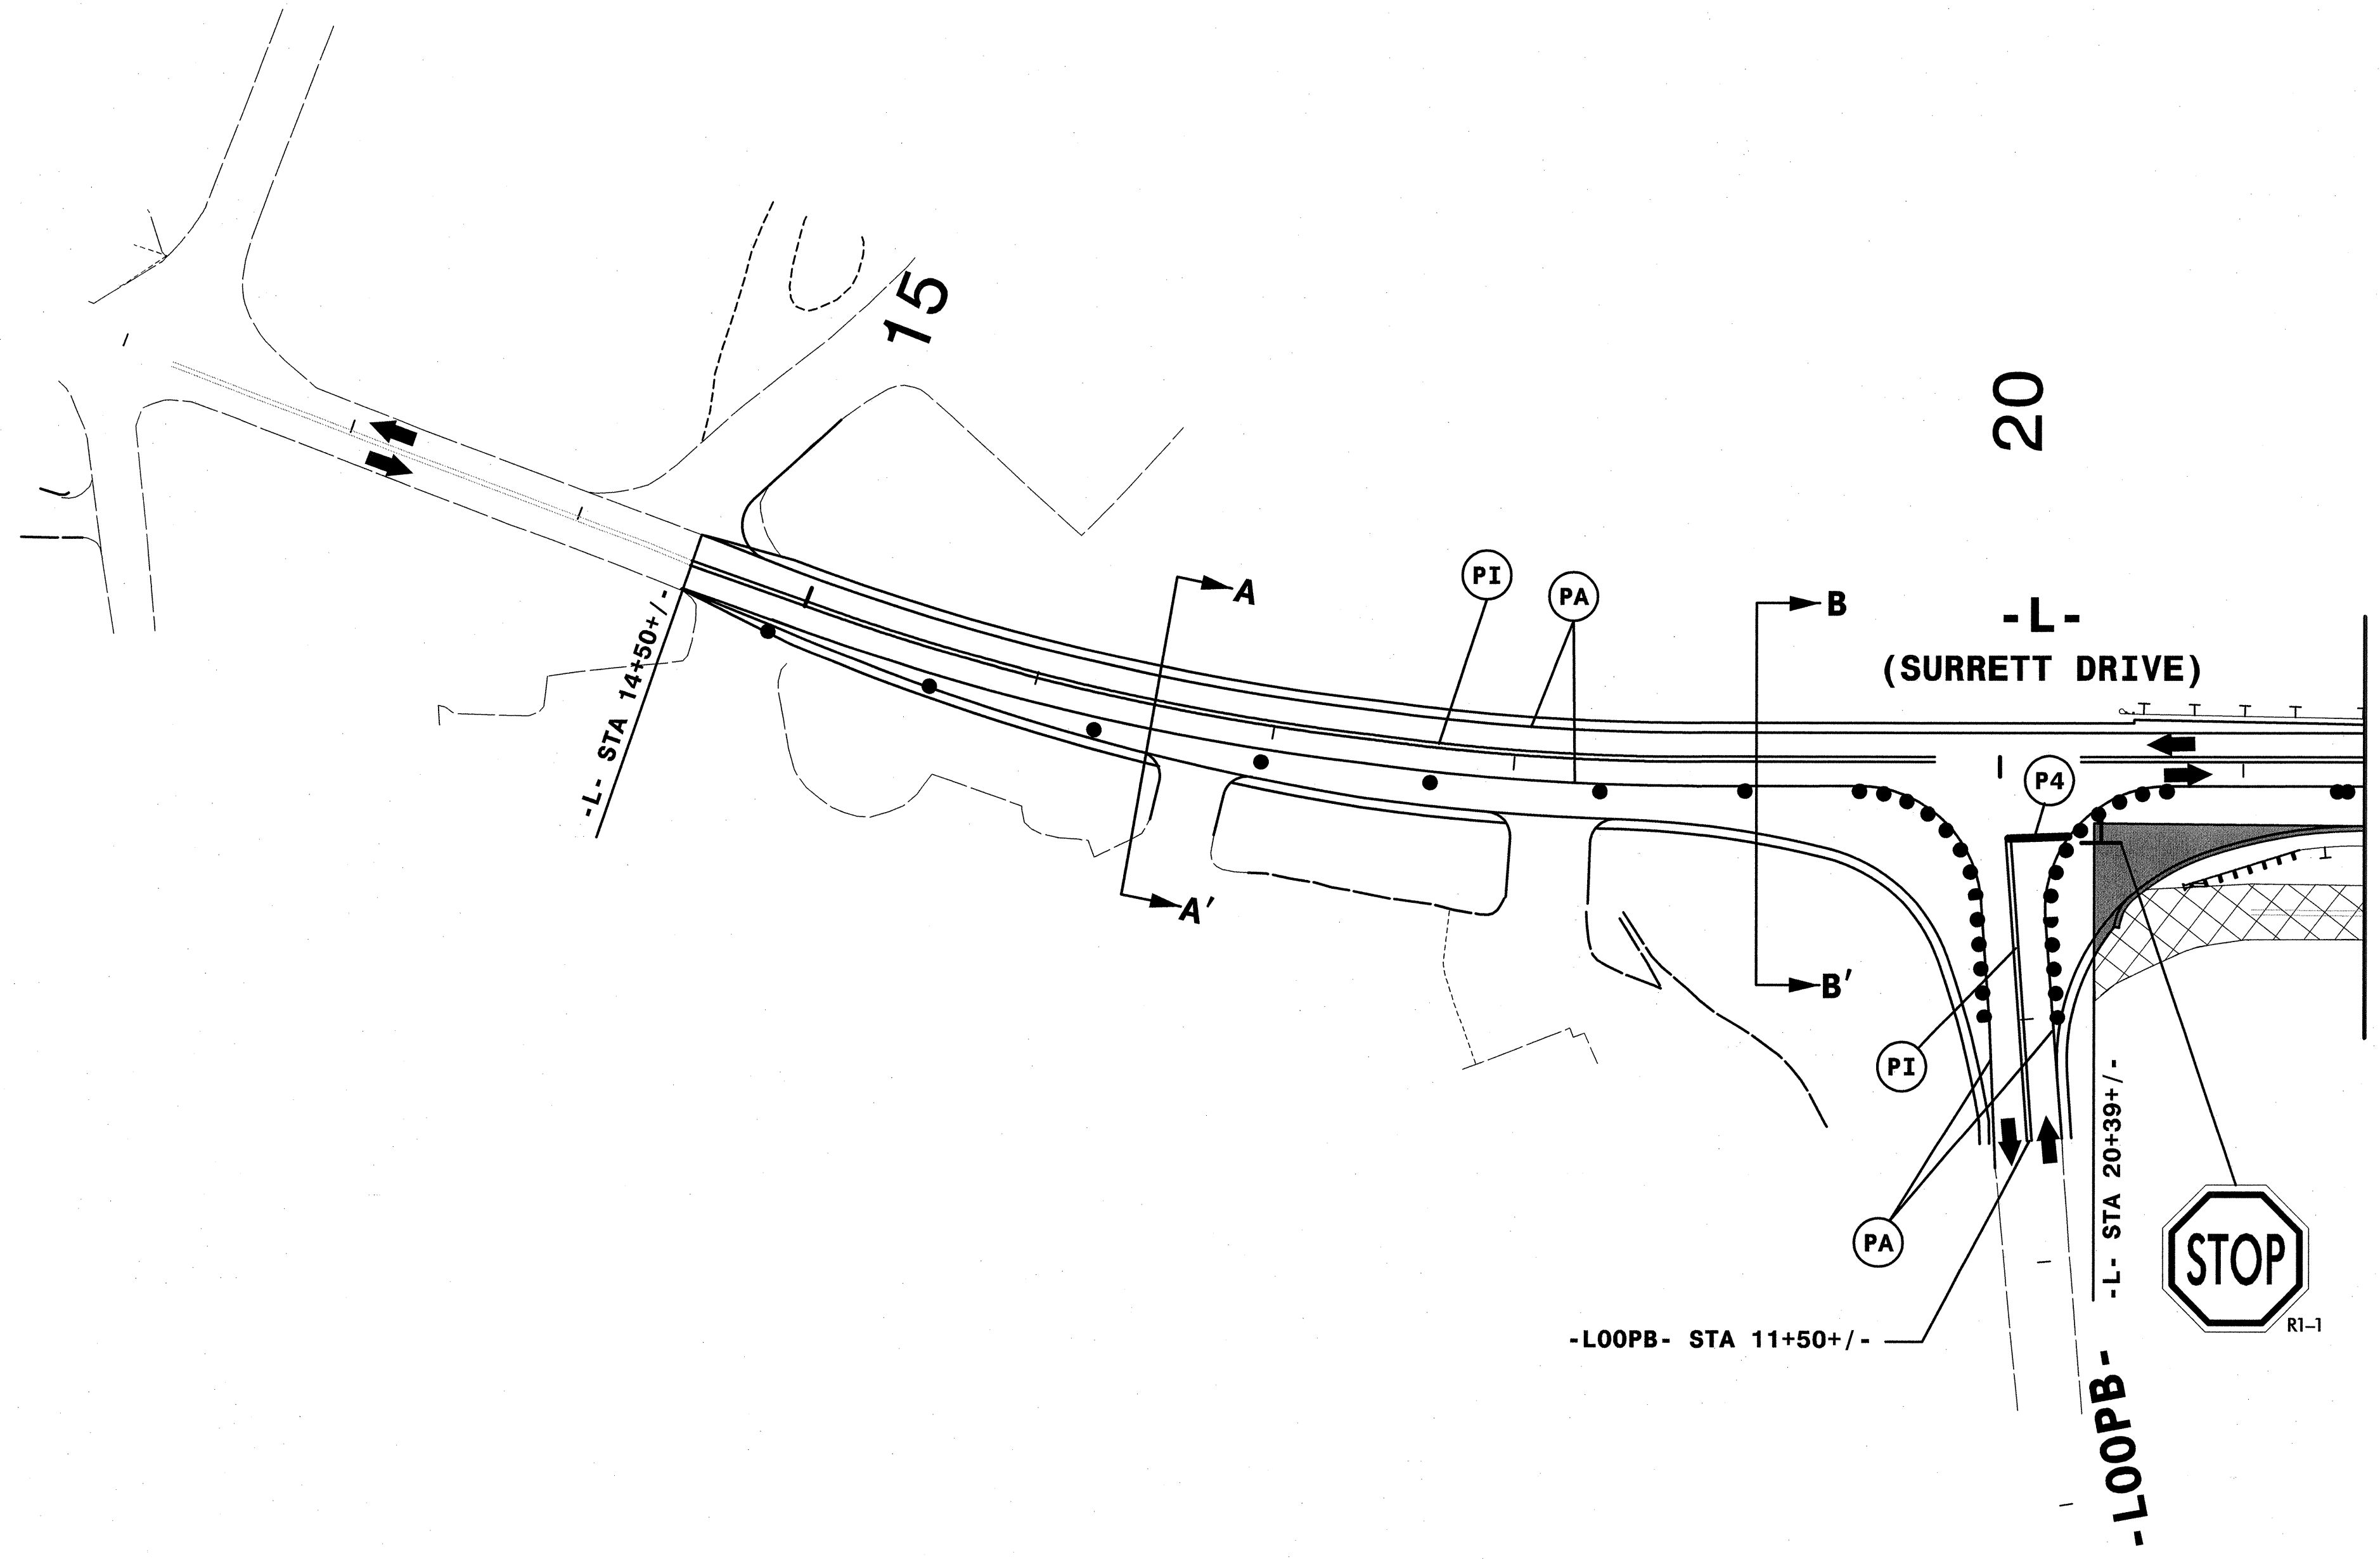 15
20
PI
PA
A
B
-L-
(SURRETT DRIVE)
-L- STA 14+50+/-
P4
A'
B'
PI
PA
-L- STA 20+39+/-
STOP
R1-1
-LOOPB- STA 11+50+/-
-LOOPB-